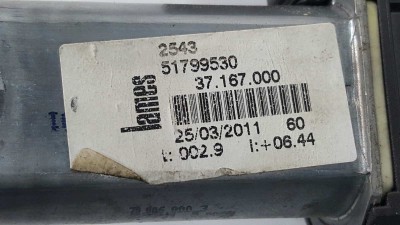 2543
51799530
37.167.000
lames
25/03/2011 60
t: 002.9 I:+06.44